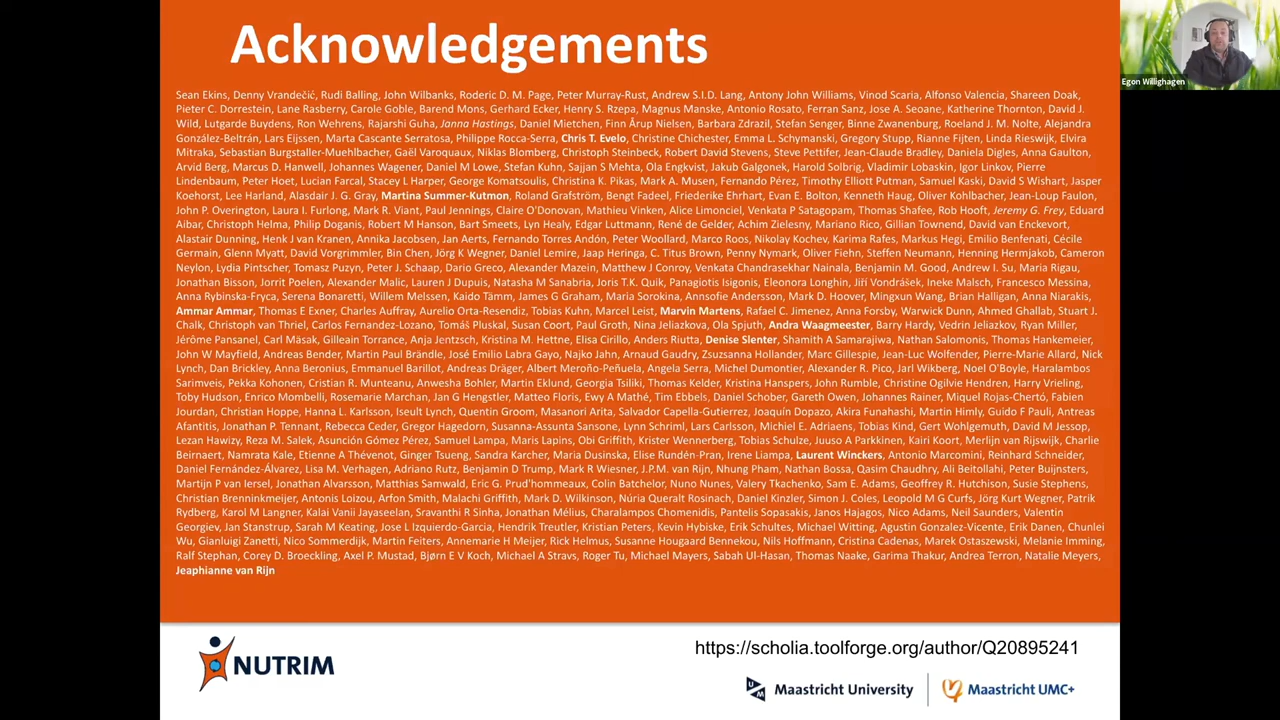 Acknowledgements
Egon Willighagen
Sean Ekins, Denny Vrandečić, Rudi Balling, John Wilbanks, Roderic D. M. Page, Peter Murray-Rust, Andrew S.I.D. Lang, Antony John Williams, Vinod Scaria, Alfonso Valencia, Shareen Doak,
Pieter C. Dorrestein, Lane Rasberry, Carole Goble, Barend Mons, Gerhard Ecker, Henry S. Rzepa, Magnus Manske, Antonio Rosato, Ferran Sanz, Jose A. Seoane, Katherine Thornton, David J.
Wild, Lutgarde Buydens, Ron Wehrens, Rajarshi Guha, Janna Hastings, Daniel Mietchen, Finn Årup Nielsen, Barbara Zdrazil, Stefan Senger, Binne Zwanenburg, Roeland J. M. Nolte, Alejandra
González-Beltrán, Lars Eijssen, Marta Cascante Serratosa, Philippe Rocca-Serra, Chris T. Evelo, Christine Chichester, Emma L. Schymanski, Gregory Stupp, Rianne Fijten, Linda Rieswijk, Elvira
Mitraka, Sebastian Burgstaller-Muehlbacher, Gaël Varoquaux, Niklas Blomberg, Christoph Steinbeck, Robert David Stevens, Steve Pettifer, Jean-Claude Bradley, Daniela Digles, Anna Gaulton,
Arvid Berg, Marcus D. Hanwell, Johannes Wagener, Daniel M Lowe, Stefan Kuhn, Sajjan S Mehta, Ola Engkvist, Jakub Galgonek, Harold Solbrig, Vladimir Lobaskin, Igor Linkov, Pierre
Lindenbaum, Peter Hoet, Lucian Farcal, Stacey L Harper, George Komatsoulis, Christina K. Pikas, Mark A. Musen, Fernando Pérez, Timothy Elliott Putman, Samuel Kaski, David S Wishart, Jasper
Koehorst, Lee Harland, Alasdair J. G. Gray, Martina Summer-Kutmon, Roland Grafström, Bengt Fadeel, Friederike Ehrhart, Evan E. Bolton, Kenneth Haug, Oliver Kohlbacher, Jean-Loup Faulon,
John P. Overington, Laura I. Furlong, Mark R. Viant, Paul Jennings, Claire O'Donovan, Mathieu Vinken, Alice Limonciel, Venkata P Satagopam, Thomas Shafee, Rob Hooft, Jeremy G. Frey, Eduard
Aibar, Christoph Helma, Philip Doganis, Robert M Hanson, Bart Smeets, Lyn Healy, Edgar Luttmann, René de Gelder, Achim Zielesny, Mariano Rico, Gillian Townend, David van Enckevort,
Alastair Dunning, Henk J van Kranen, Annika Jacobsen, Jan Aerts, Fernando Torres Andón, Peter Woollard, Marco Roos, Nikolay Kochev, Karima Rafes, Markus Hegi, Emilio Benfenati, Cécile
Germain, Glenn Myatt, David Vorgrimmler, Bin Chen, Jörg K Wegner, Daniel Lemire, Jaap Heringa, C. Titus Brown, Penny Nymark, Oliver Fiehn, Steffen Neumann, Henning Hermjakob, Cameron
Neylon, Lydia Pintscher, Tomasz Puzyn, Peter J. Schaap, Dario Greco, Alexander Mazein, Matthew J Conroy, Venkata Chandrasekhar Nainala, Benjamin M. Good, Andrew I. Su, Maria Rigau,
Jonathan Bisson, Jorrit Poelen, Alexander Malic, Lauren J Dupuis, Natasha M Sanabria, Joris T.K. Quik, Panagiotis Isigonis, Eleonora Longhin, Jiří Vondrášek, Ineke Malsch, Francesco Messina,
Anna Rybinska-Fryca, Serena Bonaretti, Willem Melssen, Kaido Tämm, James G Graham, Maria Sorokina, Annsofie Andersson, Mark D. Hoover, Mingxun Wang, Brian Halligan, Anna Niarakis,
Ammar Ammar, Thomas E Exner, Charles Auffray, Aurelio Orta-Resendiz, Tobias Kuhn, Marcel Leist, Marvin Martens, Rafael C. Jimenez, Anna Forsby, Warwick Dunn, Ahmed Ghallab, Stuart J.
Chalk, Christoph van Thriel, Carlos Fernandez-Lozano, Tomáš Pluskal, Susan Coort, Paul Groth, Nina Jeliazkova, Ola Spjuth, Andra Waagmeester, Barry Hardy, Vedrin Jeliazkov, Ryan Miller,
Jérôme Pansanel, Carl Mäsak, Gilleain Torrance, Anja Jentzsch, Kristina M. Hettne, Elisa Cirillo, Anders Riutta, Denise Slenter, Shamith A Samarajiwa, Nathan Salomonis, Thomas Hankemeier,
John W Mayfield, Andreas Bender, Martin Paul Brändle, José Emilio Labra Gayo, Najko Jahn, Arnaud Gaudry, Zsuzsanna Hollander, Marc Gillespie, Jean-Luc Wolfender, Pierre-Marie Allard, Nick
Lynch, Dan Brickley, Anna Beronius, Emmanuel Barillot, Andreas Dräger, Albert Meroño-Peñuela, Angela Serra, Michel Dumontier, Alexander R. Pico, Jarl Wikberg, Noel O'Boyle, Haralambos
Sarimveis, Pekka Kohonen, Cristian R. Munteanu, Anwesha Bohler, Martin Eklund, Georgia Tsiliki, Thomas Kelder, Kristina Hanspers, John Rumble, Christine Ogilvie Hendren, Harry Vrieling,
Toby Hudson, Enrico Mombelli, Rosemarie Marchan, Jan G Hengstler, Matteo Floris, Ewy A Mathé, Tim Ebbels, Daniel Schober, Gareth Owen, Johannes Rainer, Miquel Rojas-Chertó, Fabien
Jourdan, Christian Hoppe, Hanna L. Karlsson, Iseult Lynch, Quentin Groom, Masanori Arita, Salvador Capella-Gutierrez, Joaquín Dopazo, Akira Funahashi, Martin Himly, Guido F Pauli, Antreas
Afantitis, Jonathan P. Tennant, Rebecca Ceder, Gregor Hagedorn, Susanna-Assunta Sansone, Lynn Schriml, Lars Carlsson, Michiel E. Adriaens, Tobias Kind, Gert Wohlgemuth, David M Jessop,
Lezan Hawizy, Reza M. Salek, Asunción Gómez Pérez, Samuel Lampa, Maris Lapins, Obi Griffith, Krister Wennerberg, Tobias Schulze, Juuso A Parkkinen, Kairi Koort, Merlijn van Rijswijk, Charlie
Beirnaert, Namrata Kale, Etienne A Thévenot, Ginger Tsueng, Sandra Karcher, Maria Dusinska, Elise Rundén-Pran, Irene Liampa, Laurent Winckers, Antonio Marcomini, Reinhard Schneider,
Daniel Fernández-Álvarez, Lisa M. Verhagen, Adriano Rutz, Benjamin D Trump, Mark R Wiesner, J.P.M. van Rijn, Nhung Pham, Nathan Bossa, Qasim Chaudhry, Ali Beitollahi, Peter Buijnsters,
Martijn P van Iersel, Jonathan Alvarsson, Matthias Samwald, Eric G. Prud'hommeaux, Colin Batchelor, Nuno Nunes, Valery Tkachenko, Sam E. Adams, Geoffrey R. Hutchison, Susie Stephens,
Christian Brenninkmeijer, Antonis Loizou, Arfon Smith, Malachi Griffith, Mark D. Wilkinson, Núria Queralt Rosinach, Daniel Kinzler, Simon J. Coles, Leopold M G Curfs, Jörg Kurt Wegner, Patrik
Rydberg, Karol M Langner, Kalai Vanii Jayaseelan, Sravanthi R Sinha, Jonathan Mélius, Charalampos Chomenidis, Pantelis Sopasakis, Janos Hajagos, Nico Adams, Neil Saunders, Valentin
Georgiev, Jan Stanstrup, Sarah M Keating, Jose L Izquierdo-Garcia, Hendrik Treutler, Kristian Peters, Kevin Hybiske, Erik Schultes, Michael Witting, Agustin Gonzalez-Vicente, Erik Danen, Chunlei
Wu, Gianluigi Zanetti, Nico Sommerdijk, Martin Feiters, Annemarie H Meijer, Rick Helmus, Susanne Hougaard Bennekou, Nils Hoffmann, Cristina Cadenas, Marek Ostaszewski, Melanie Imming,
Ralf Stephan, Corey D. Broeckling, Axel P. Mustad, Bjørn E V Koch, Michael A Stravs, Roger Tu, Michael Mayers, Sabah Ul-Hasan, Thomas Naake, Garima Thakur, Andrea Terron, Natalie Meyers,
Jeaphianne van Rijn
NUTRIM
https://scholia.toolforge.org/author/Q20895241
UM Maastricht University
Maastricht UMC+